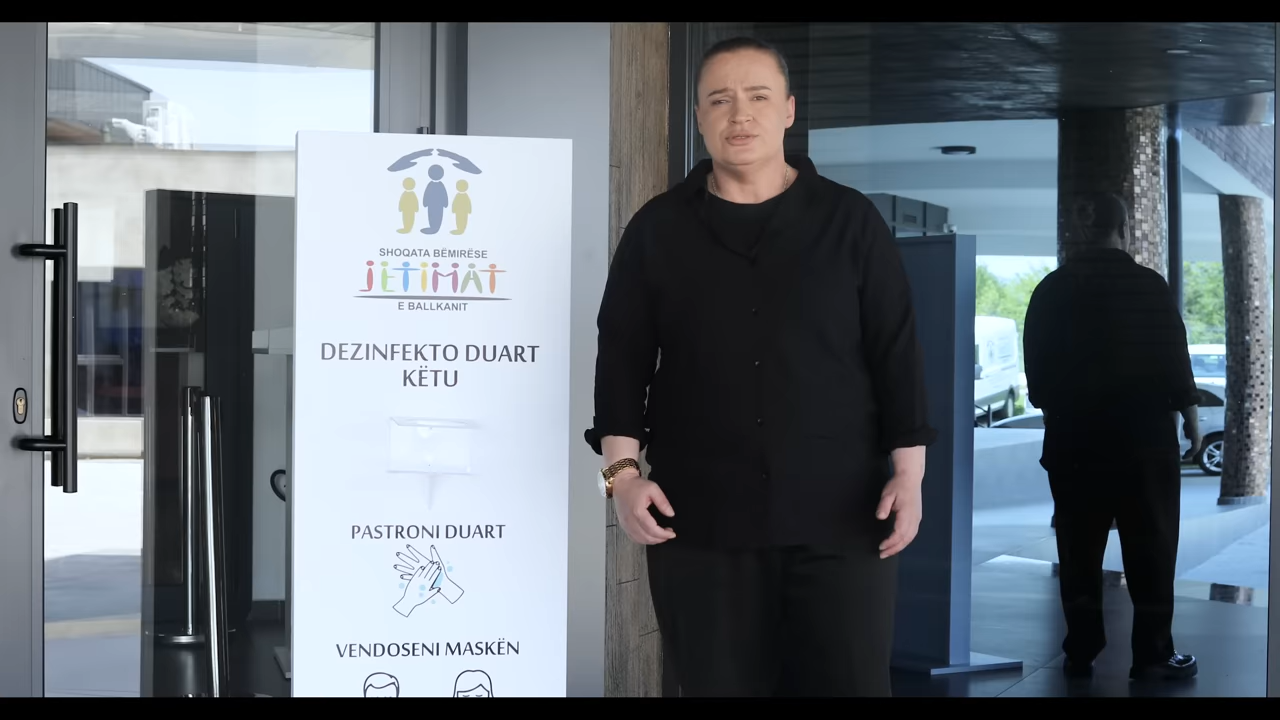 SHOQATA BËMIRËSE
JETIMAT
E BALLKANIT
DEZINFEKTO DUART
KËTU
PASTRONI DUART
VENDOSENI MASKËN